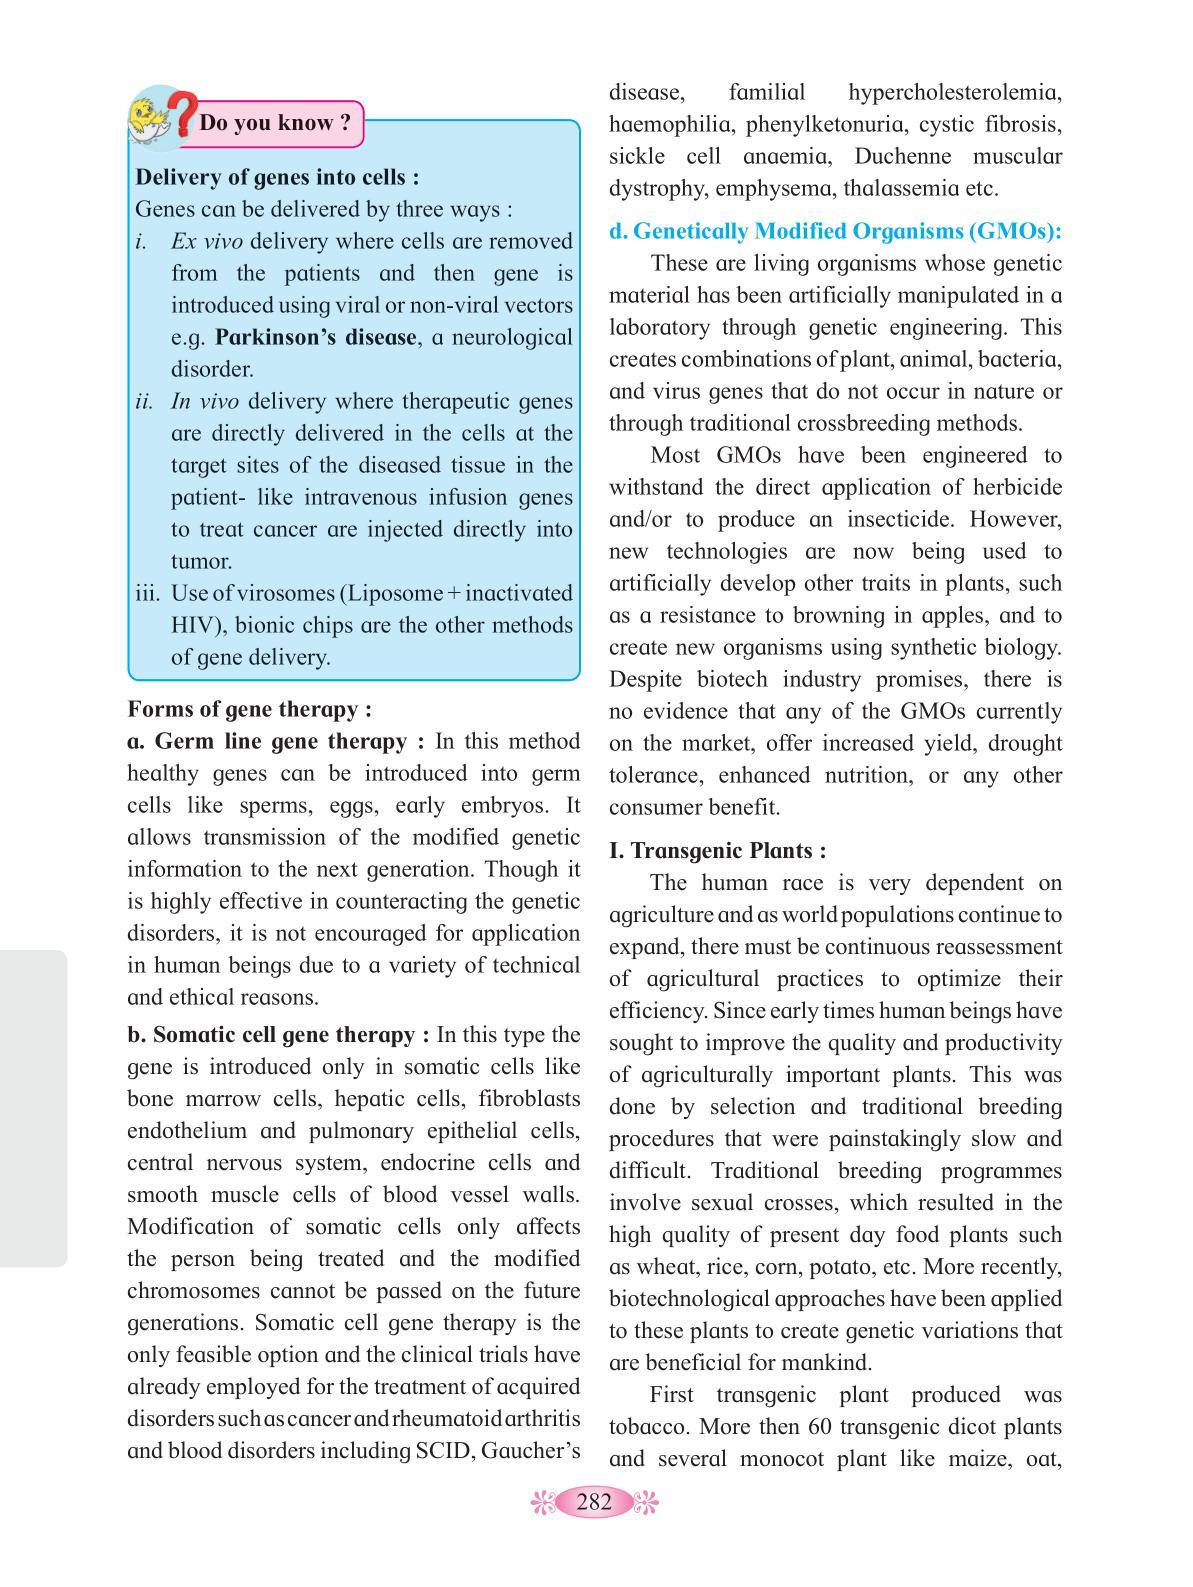 Do you know ?
Delivery of genes into cells :
Genes can be delivered by three ways :
i. Ex vivo delivery where cells are removed
from the patients and then gene is
introduced using viral or non-viral vectors
e.g. Parkinson's disease, a neurological
disorder.
ii. In vivo delivery where therapeutic genes
are directly delivered in the cells at the
target sites of the diseased tissue in the
patient- like intravenous infusion genes
to treat cancer are injected directly into
tumor.
iii. Use of virosomes (Liposome + inactivated
HIV), bionic chips are the other methods
of gene delivery.
Forms of gene therapy :
a. Germ line gene therapy : In this method
healthy genes can be introduced into germ
cells like sperms, eggs, early embryos. It
allows transmission of the modified genetic
information to the next generation. Though it
is highly effective in counteracting the genetic
disorders, it is not encouraged for application
in human beings due to a variety of technical
and ethical reasons.
b. Somatic cell gene therapy : In this type the
gene is introduced only in somatic cells like
bone marrow cells, hepatic cells, fibroblasts
endothelium and pulmonary epithelial cells,
central nervous system, endocrine cells and
smooth muscle cells of blood vessel walls.
Modification of somatic cells only affects
the person being treated and the modified
chromosomes cannot be passed on the future
generations. Somatic cell gene therapy is the
only feasible option and the clinical trials have
already employed for the treatment of acquired
disorders such as cancer and rheumatoid arthritis
and blood disorders including SCID, Gaucher's
disease, familial hypercholesterolemia,
haemophilia, phenylketonuria, cystic fibrosis,
sickle cell anaemia, Duchenne muscular
dystrophy, emphysema, thalassemia etc.
d. Genetically Modified Organisms (GMOs):
These are living organisms whose genetic
material has been artificially manipulated in a
laboratory through genetic engineering. This
creates combinations of plant, animal, bacteria,
and virus genes that do not occur in nature or
through traditional crossbreeding methods.
Most GMOs have been engineered to
withstand the direct application of herbicide
and/or to produce an insecticide. However,
new technologies are now being used to
artificially develop other traits in plants, such
as a resistance to browning in apples, and to
create new organisms using synthetic biology.
Despite biotech industry promises, there is
no evidence that any of the GMOs currently
on the market, offer increased yield, drought
tolerance, enhanced nutrition, or any other
consumer benefit.
I. Transgenic Plants :
The human race is very dependent on
agriculture and as world populations continue to
expand, there must be continuous reassessment
of agricultural practices to optimize their
efficiency. Since early times human beings have
sought to improve the quality and productivity
of agriculturally important plants. This was
done by selection and traditional breeding
procedures that were painstakingly slow and
difficult. Traditional breeding programmes
involve sexual crosses, which resulted in the
high quality of present day food plants such
as wheat, rice, corn, potato, etc. More recently,
biotechnological approaches have been applied
to these plants to create genetic variations that
are beneficial for mankind.
First transgenic plant produced was
tobacco. More then 60 transgenic dicot plants
and several monocot plant like maize, oat,
282